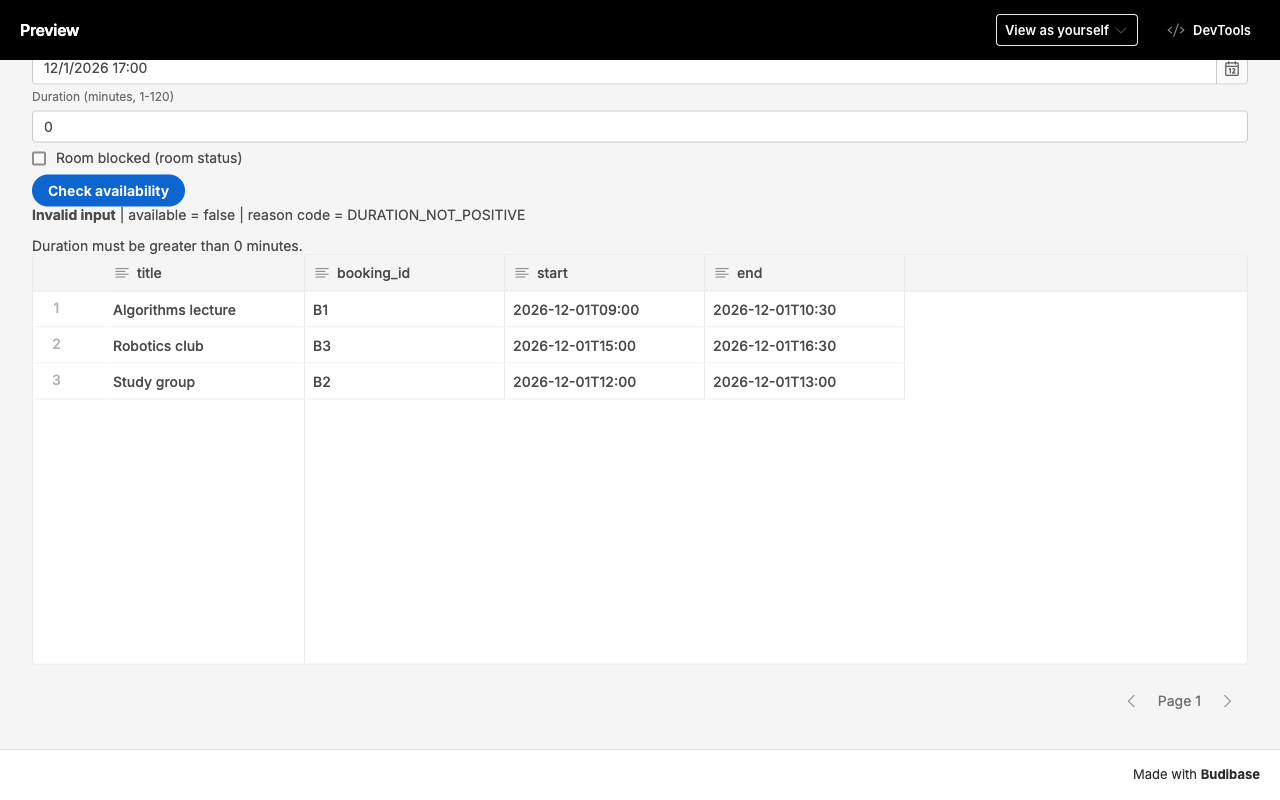 Preview
View as yourself
</> DevTools
12/1/2026 17:00
12
Duration (minutes, 1-120)
0
Room blocked (room status)
Check availability
Invalid input | available = false | reason code = DURATION_NOT_POSITIVE
Duration must be greater than 0 minutes.
title booking_id start end
1 Algorithms lecture B1 2026-12-01T09:00 2026-12-01T10:30
2 Robotics club B3 2026-12-01T15:00 2026-12-01T16:30
3 Study group B2 2026-12-01T12:00 2026-12-01T13:00
Page 1
Made with Budibase